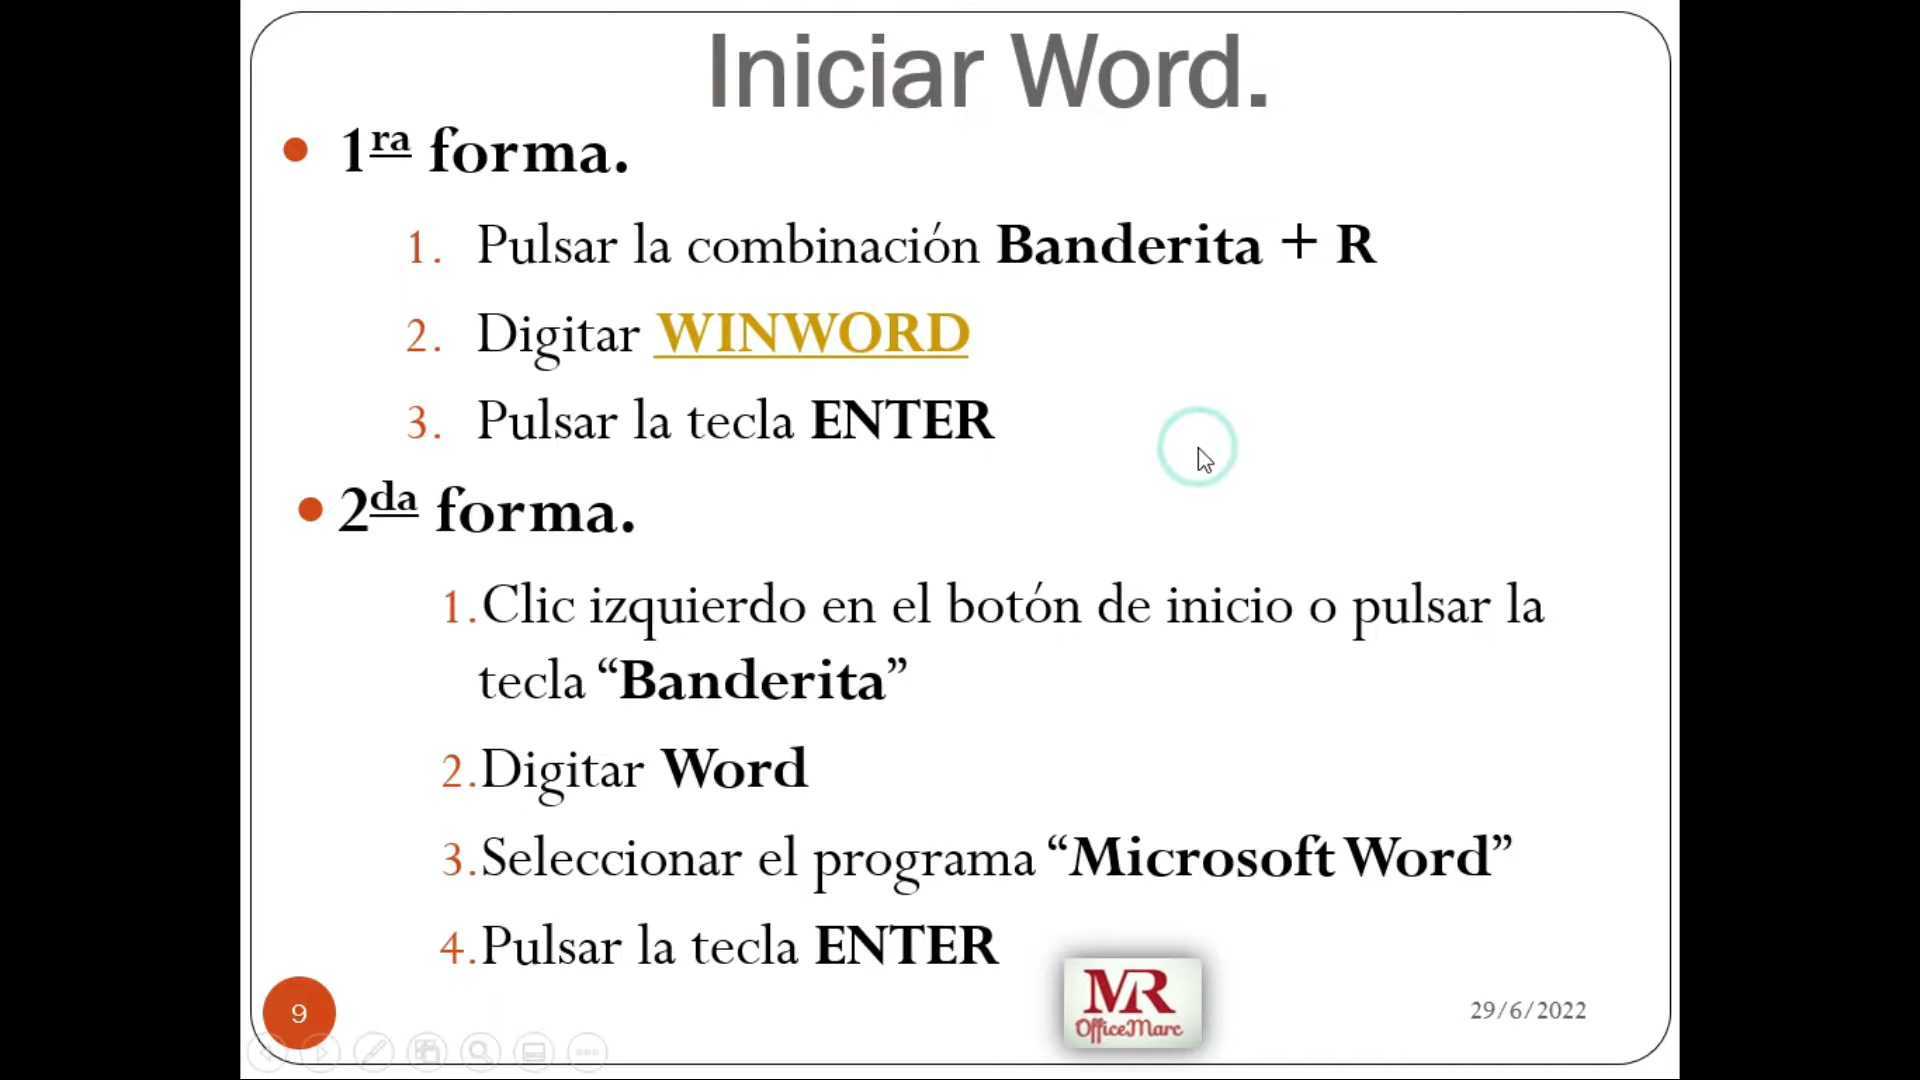 Iniciar Word.
• 1ra forma.
1. Pulsar la combinación Banderita + R
2. Digitar WINWORD
3. Pulsar la tecla ENTER
• 2da forma.
1. Clic izquierdo en el botón de inicio o pulsar la
tecla “Banderita”
2. Digitar Word
3. Seleccionar el programa “Microsoft Word”
4. Pulsar la tecla ENTER
MR
OfficeMarc
9
29/6/2022